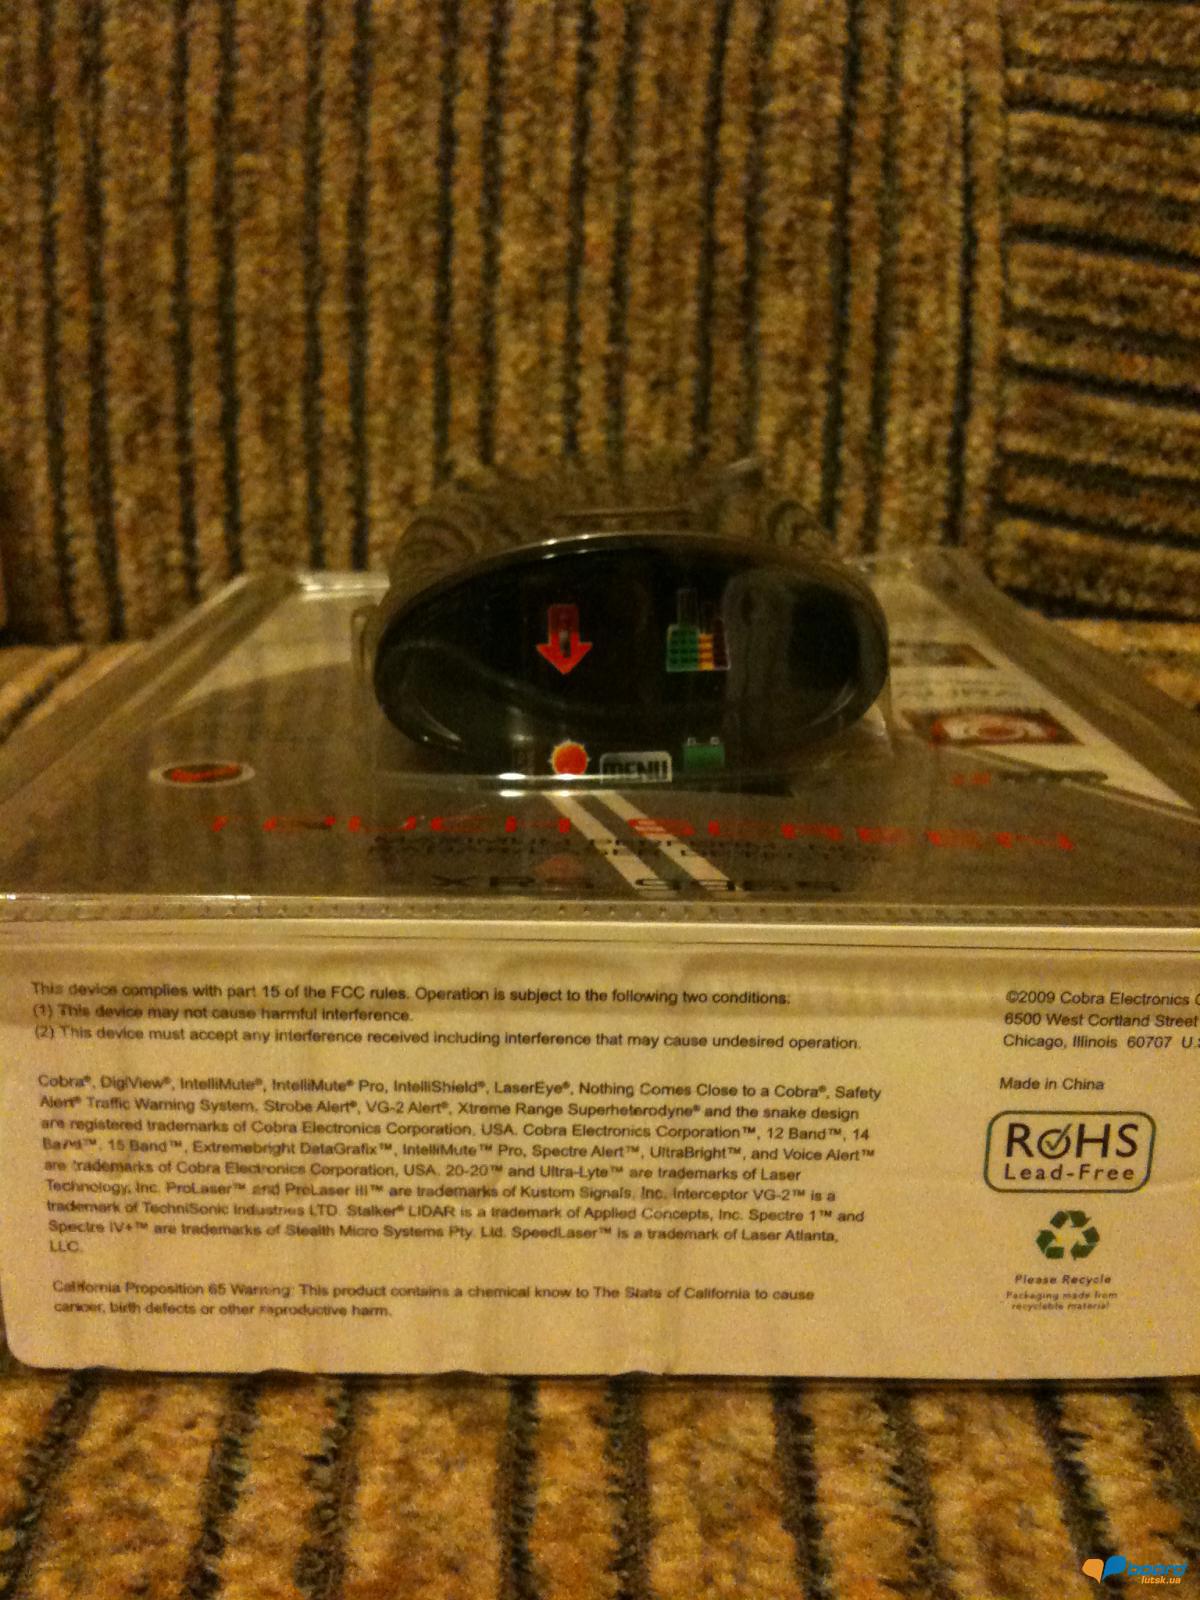 MENU
TOUCH SCREEN
MAXIMUM PERFORMANCE
XRS 9965
This device complies with part 15 of the FCC rules. Operation is subject to the following two conditions:
(1) This device may not cause harmful interference.
(2) This device must accept any interference received including interference that may cause undesired operation.
Cobra®, DigiView®, IntelliMute®, IntelliMute® Pro, IntelliShield®, LaserEye®, Nothing Comes Close to a Cobra®, Safety
Alert® Traffic Warning System, Strobe Alert®, VG-2 Alert®, Xtreme Range Superheterodyne® and the snake design
are registered trademarks of Cobra Electronics Corporation, USA. Cobra Electronics Corporation™, 12 Band™, 14
Band™, 15 Band™, Extremebright DataGrafix™, IntelliMute™ Pro, Spectre Alert™, UltraBright™, and Voice Alert™
are trademarks of Cobra Electronics Corporation, USA. 20-20™ and Ultra-Lyte™ are trademarks of Laser
Technology, Inc. ProLaser™ and ProLaser III™ are trademarks of Kustom Signals, Inc. Interceptor VG-2™ is a
trademark of TechniSonic Industries LTD. Stalker® LIDAR is a trademark of Applied Concepts, Inc. Spectre 1™ and
Spectre IV+™ are trademarks of Stealth Micro Systems Pty. Ltd. SpeedLaser™ is a trademark of Laser Atlanta,
LLC.
California Proposition 65 Warning: This product contains a chemical know to The State of California to cause
cancer, birth defects or other reproductive harm.
©2009 Cobra Electronics C
6500 West Cortland Street
Chicago, Illinois 60707 U.S
Made in China
RoHS
Lead-Free
Please Recycle
Packaging made from
recyclable material
board
lutsk.ua